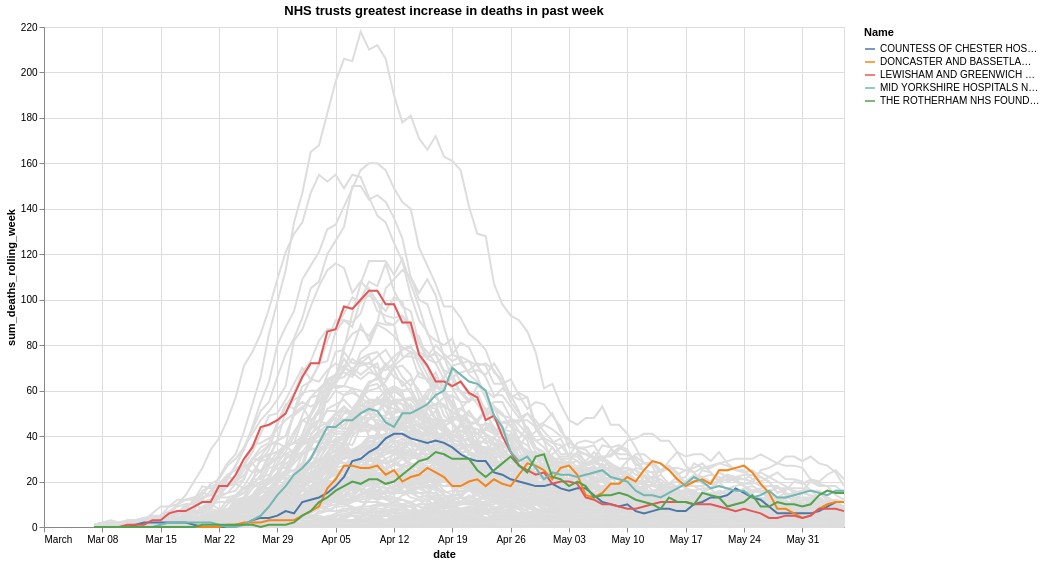 NHS trusts greatest increase in deaths in past week
220
200
180
160
140
120
100
80
60
40
20
0
sum_deaths_rolling_week
March
Mar 08
Mar 15
Mar 22
Mar 29
Apr 05
Apr 12
Apr 19
Apr 26
May 03
May 10
May 17
May 24
May 31
date
Name
COUNTESS OF CHESTER HOS…
DONCASTER AND BASSETLA…
LEWISHAM AND GREENWICH …
MID YORKSHIRE HOSPITALS N…
THE ROTHERHAM NHS FOUND…